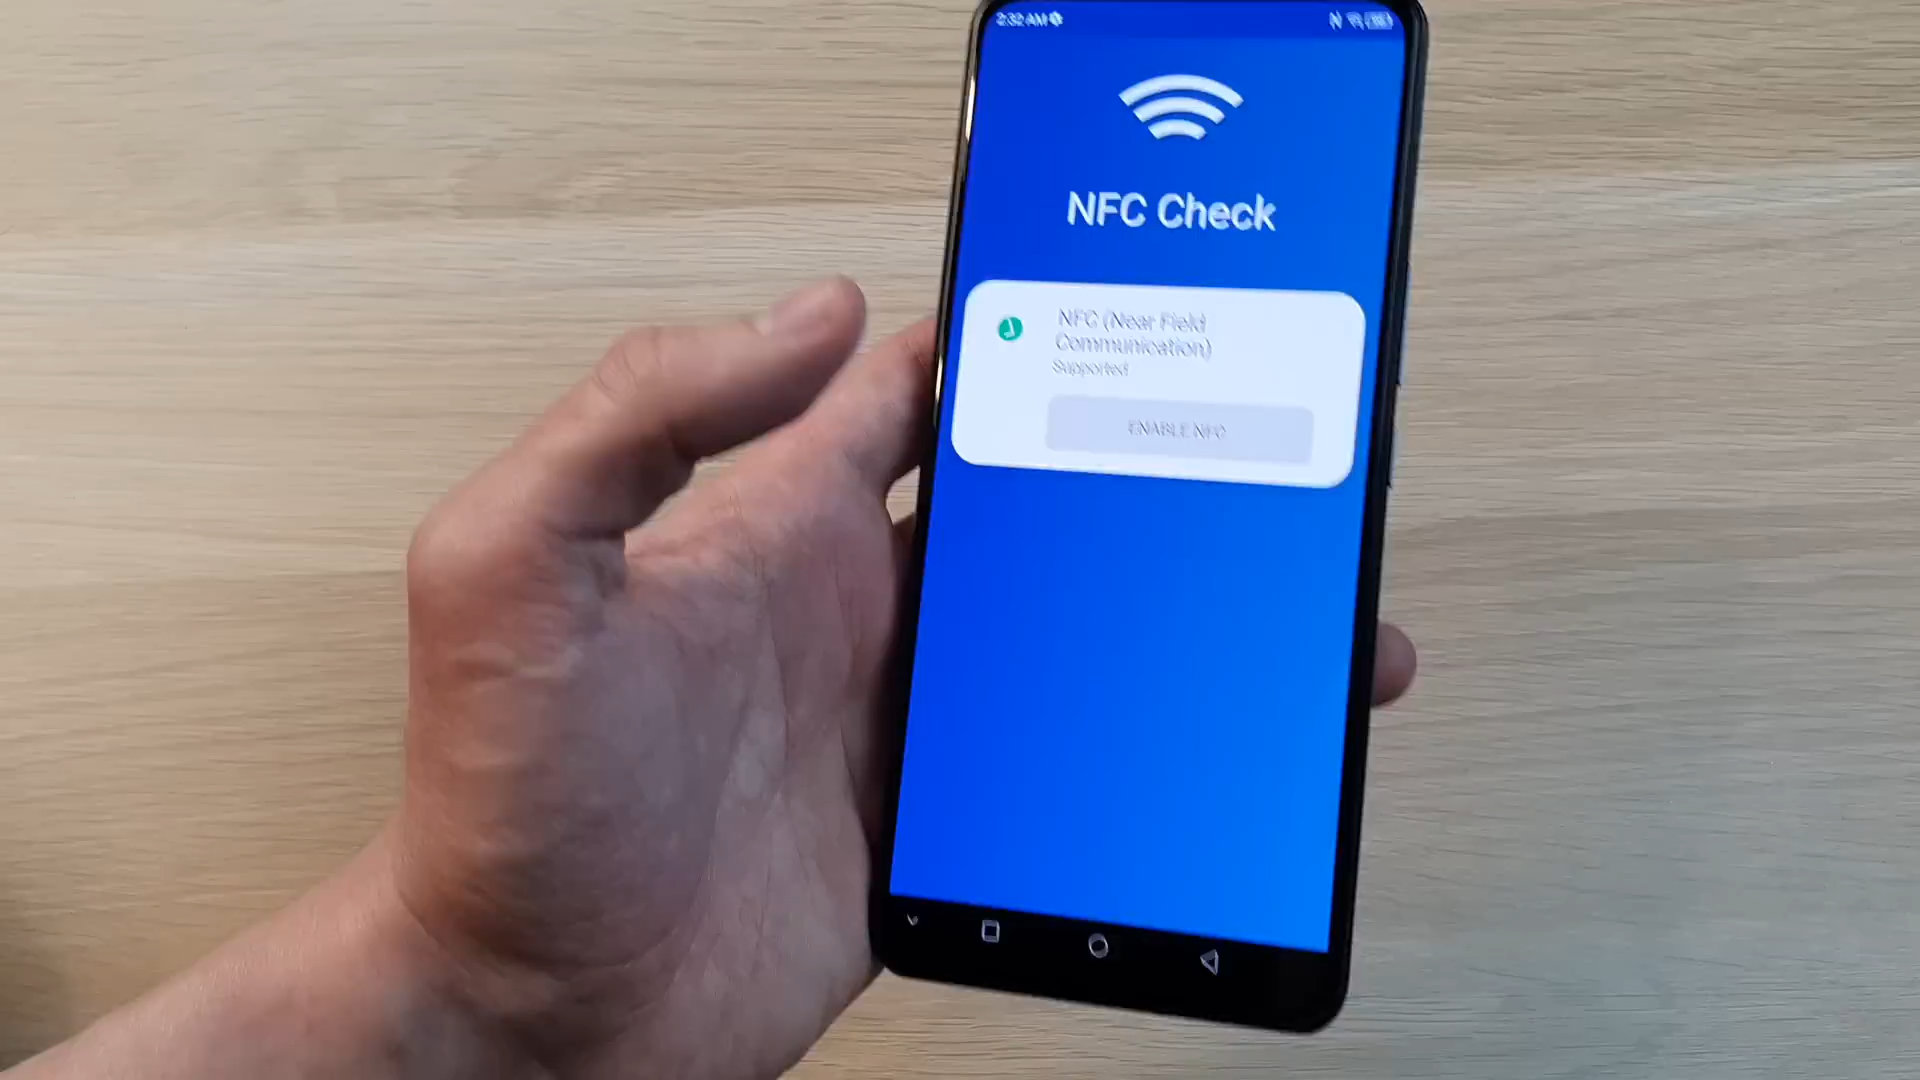 2:32 AM
NFC Check
NFC (Near Field
Communication)
Supported
ENABLE NFC